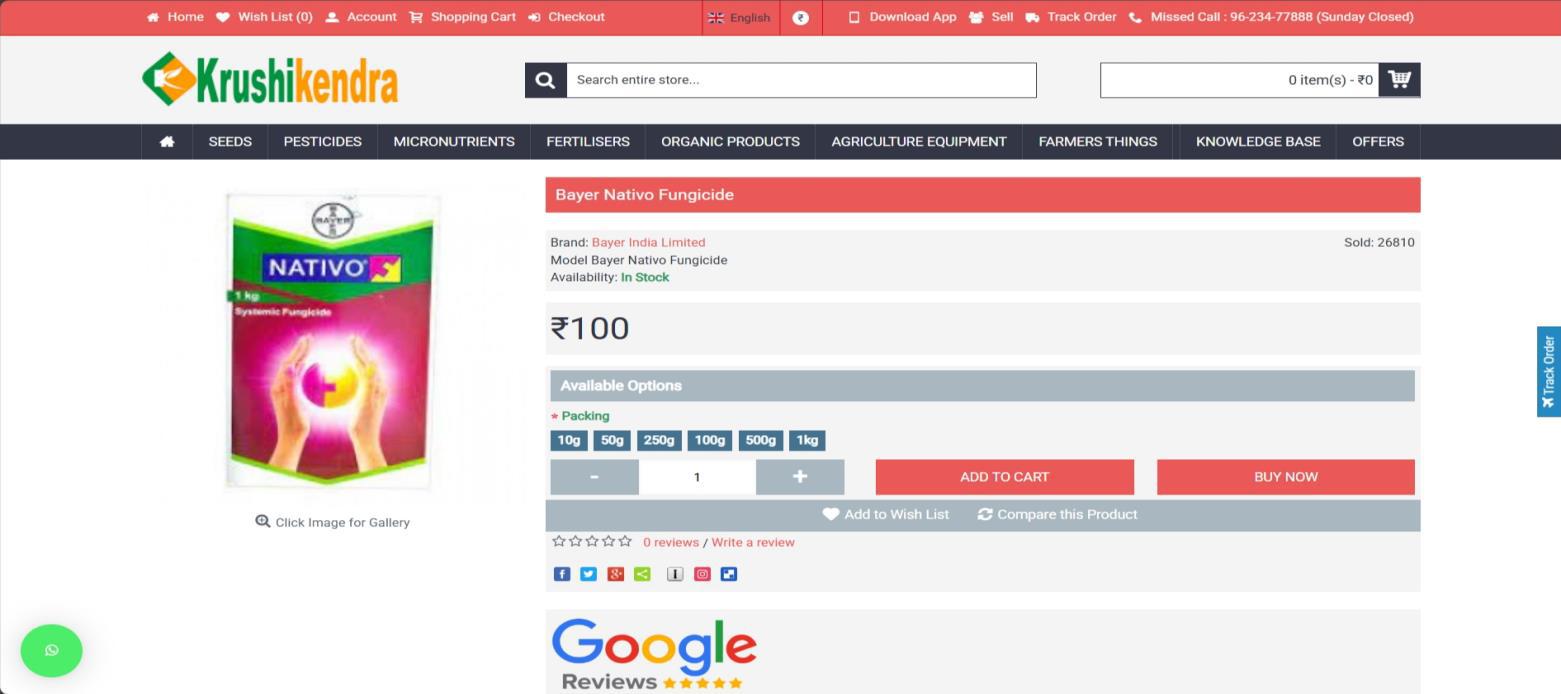 Home Wish List (0) Account Shopping Cart Checkout English ₹ Download App Sell Track Order Missed Call : 96-234-77888 (Sunday Closed)
Krushikendra
Search entire store...
0 item(s) - ₹0
SEEDS PESTICIDES MICRONUTRIENTS FERTILISERS ORGANIC PRODUCTS AGRICULTURE EQUIPMENT FARMERS THINGS KNOWLEDGE BASE OFFERS
BAYER
NATIVO
1 kg
Systemic Fungicide
Click Image for Gallery
Bayer Nativo Fungicide
Brand: Bayer India Limited
Sold: 26810
Model Bayer Nativo Fungicide
Availability: In Stock
₹100
Available Options
* Packing
10g 50g 250g 100g 500g 1kg
- 1 + ADD TO CART BUY NOW
Add to Wish List Compare this Product
0 reviews / Write a review
Google
Reviews
Track Order